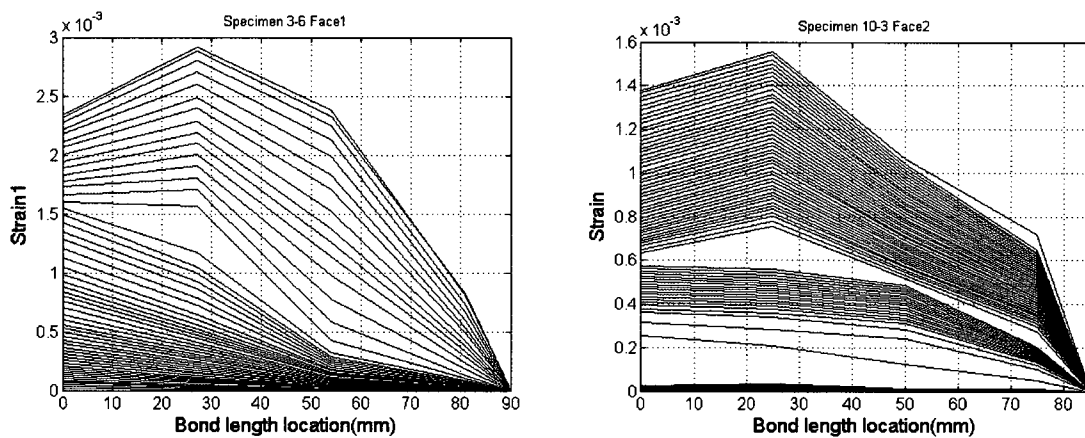 x 10⁻³
Specimen 3-6 Face1
3
2.5
2
1.5
1
0.5
0
Strain1
0 10 20 30 40 50 60 70 80 90
Bond length location(mm)
x 10⁻³
Specimen 10-3 Face2
1.6
1.4
1.2
1
0.8
0.6
0.4
0.2
0
Strain
0 10 20 30 40 50 60 70 80
Bond length location(mm)